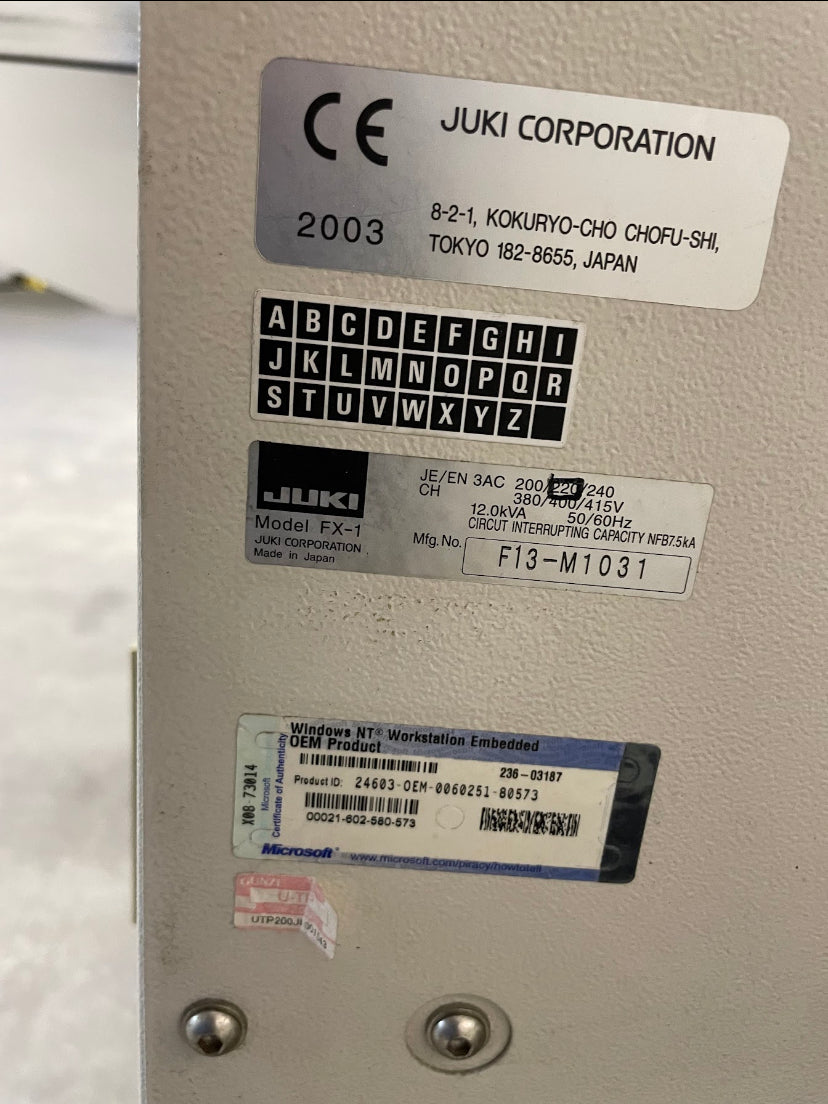 CE
JUKI CORPORATION
2003
8-2-1, KOKURYO-CHO CHOFU-SHI,
TOKYO 182-8655, JAPAN
A B C D E F G H I
J K L M N O P Q R
S T U V W X Y Z
JUKI
Model FX-1
JUKI CORPORATION
Made in Japan
JE/EN 3AC 200/220/240
CH 380/400/415V
12.0kVA 50/60Hz
CIRCUT INTERRUPTING CAPACITY NFB7.5kA
Mfg. No. F13-M1031
X08 73014
Microsoft
Certificate of Authenticity
Windows NT® Workstation Embedded
OEM Product
236-03187
Product ID: 24603-OEM-0060251-80573
00021-602-580-573
Microsoft® www.microsoft.com/piracy/howtotell